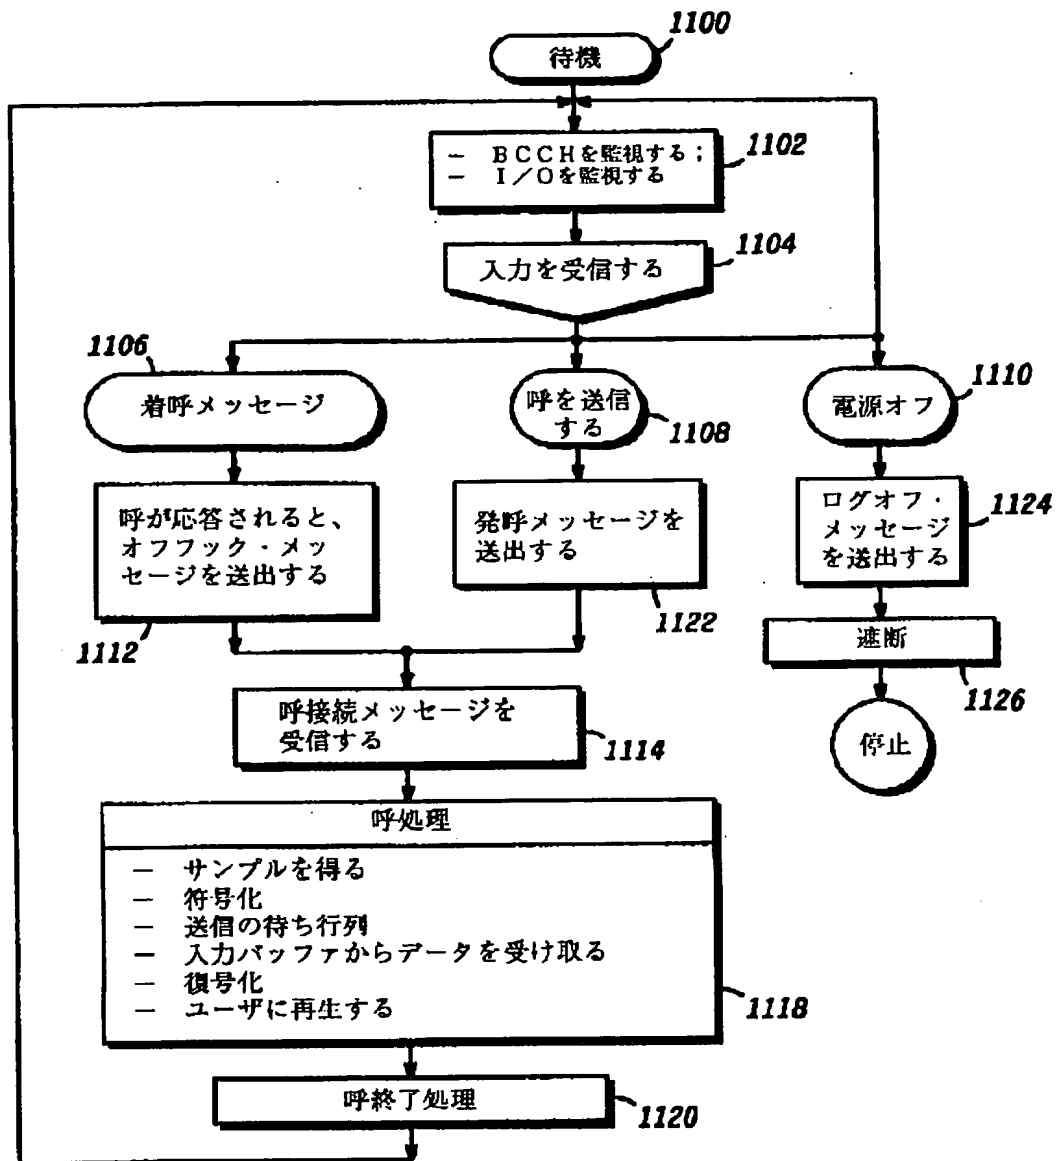 1100
待機
－ ＢＣＣＨを監視する；
－ Ｉ／Ｏを監視する
1102
入力を受信する
1104
1106
着呼メッセージ
呼を送信
する
1108
電源オフ
1110
呼が応答されると、
オフフック・メッ
セージを送出する
1112
発呼メッセージを
送出する
1122
ログオフ・
メッセージ
を送出する
1124
遮断
1126
停止
呼接続メッセージを
受信する
1114
呼処理
－ サンプルを得る
－ 符号化
－ 送信の待ち行列
－ 入力バッファからデータを受け取る
－ 復号化
－ ユーザに再生する
1118
呼終了処理
1120